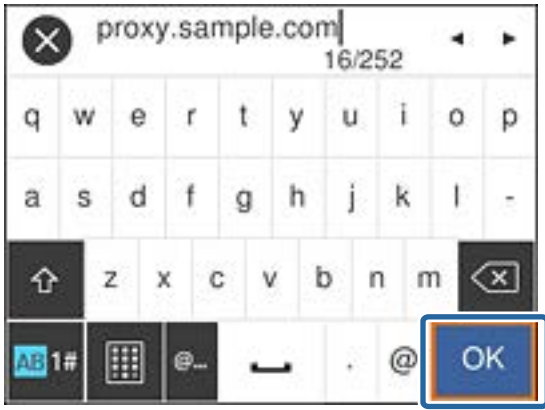 proxy.sample.com
16/252
q w e r t y u i o p
a s d f g h j k l -
z x c v b n m
AB 1# @... . @ OK